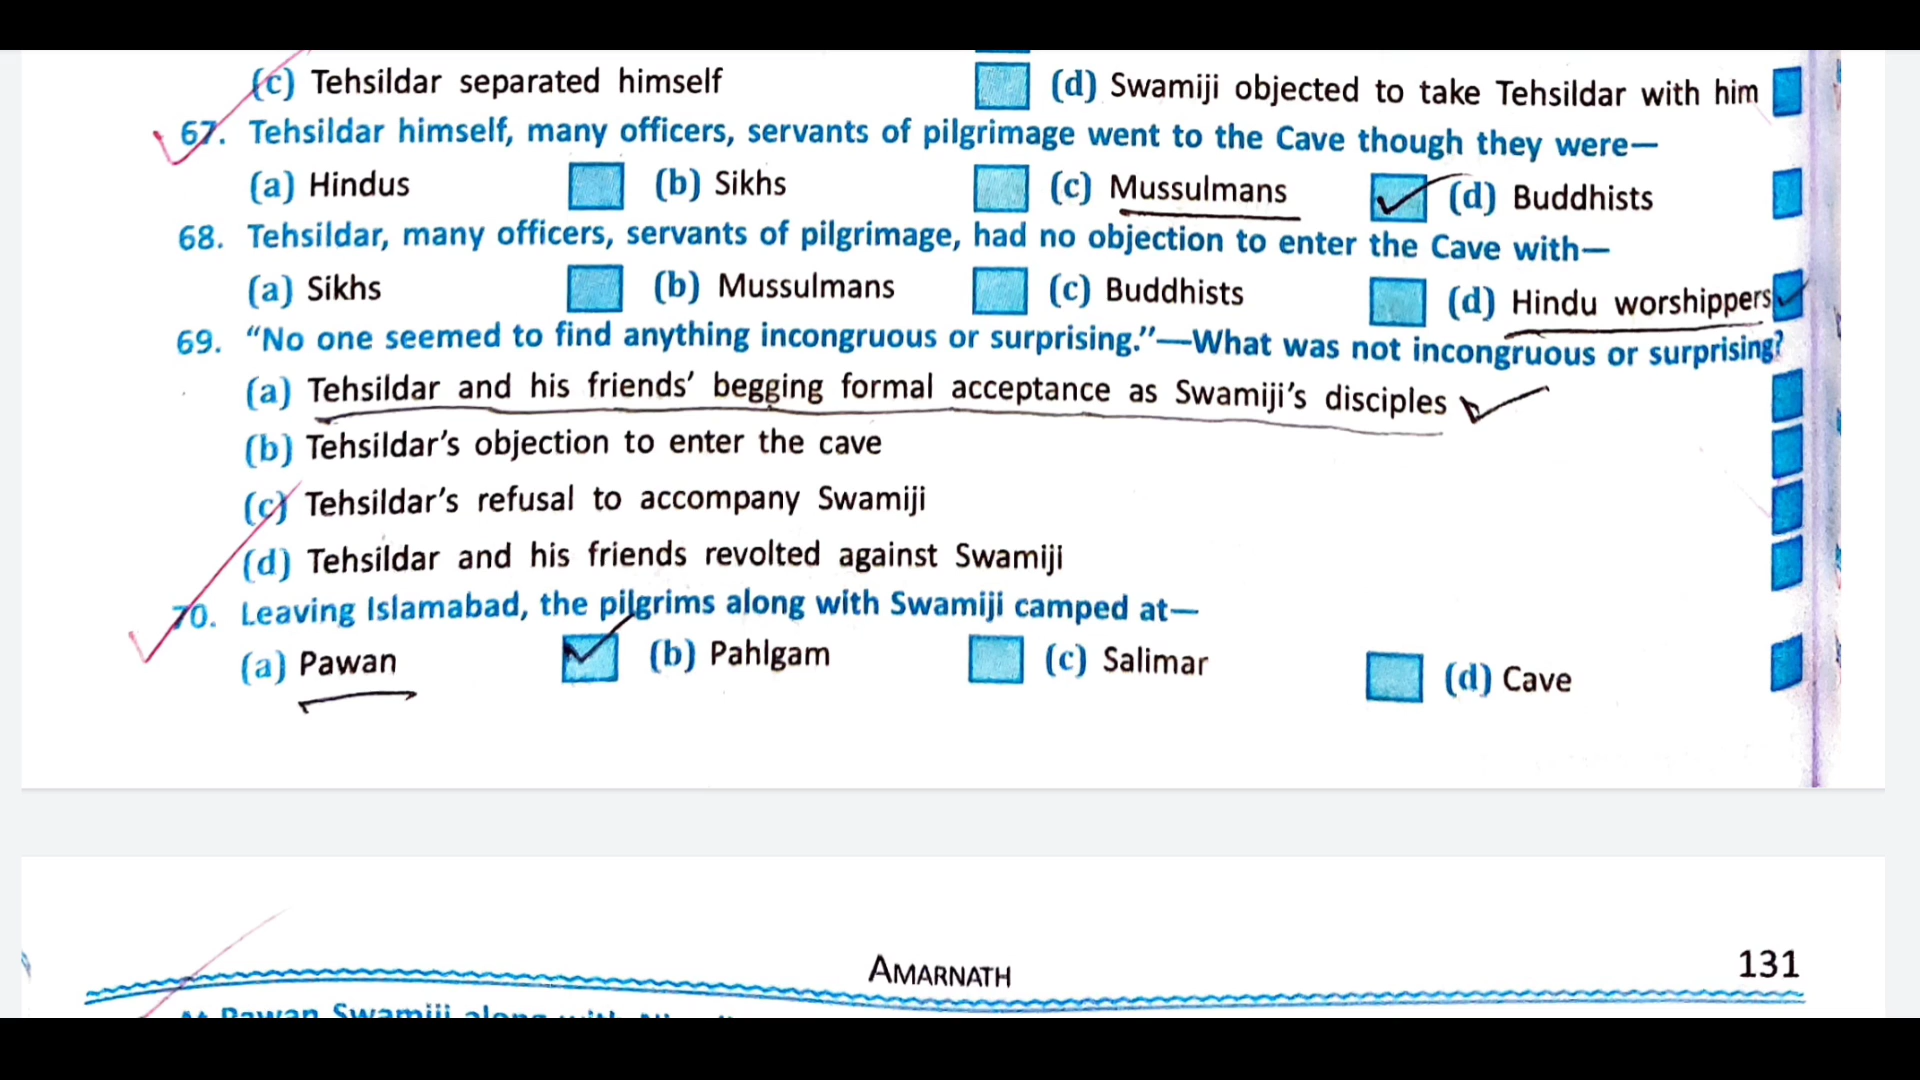 (c) Tehsildar separated himself (d) Swamiji objected to take Tehsildar with him
67. Tehsildar himself, many officers, servants of pilgrimage went to the Cave though they were—
(a) Hindus (b) Sikhs (c) Mussulmans (d) Buddhists
68. Tehsildar, many officers, servants of pilgrimage, had no objection to enter the Cave with—
(a) Sikhs (b) Mussulmans (c) Buddhists (d) Hindu worshippers
69. “No one seemed to find anything incongruous or surprising.”—What was not incongruous or surprising?
(a) Tehsildar and his friends’ begging formal acceptance as Swamiji’s disciples
(b) Tehsildar’s objection to enter the cave
(c) Tehsildar’s refusal to accompany Swamiji
(d) Tehsildar and his friends revolted against Swamiji
70. Leaving Islamabad, the pilgrims along with Swamiji camped at—
(a) Pawan (b) Pahlgam (c) Salimar (d) Cave
AMARNATH 131
Pawan Swamiji along